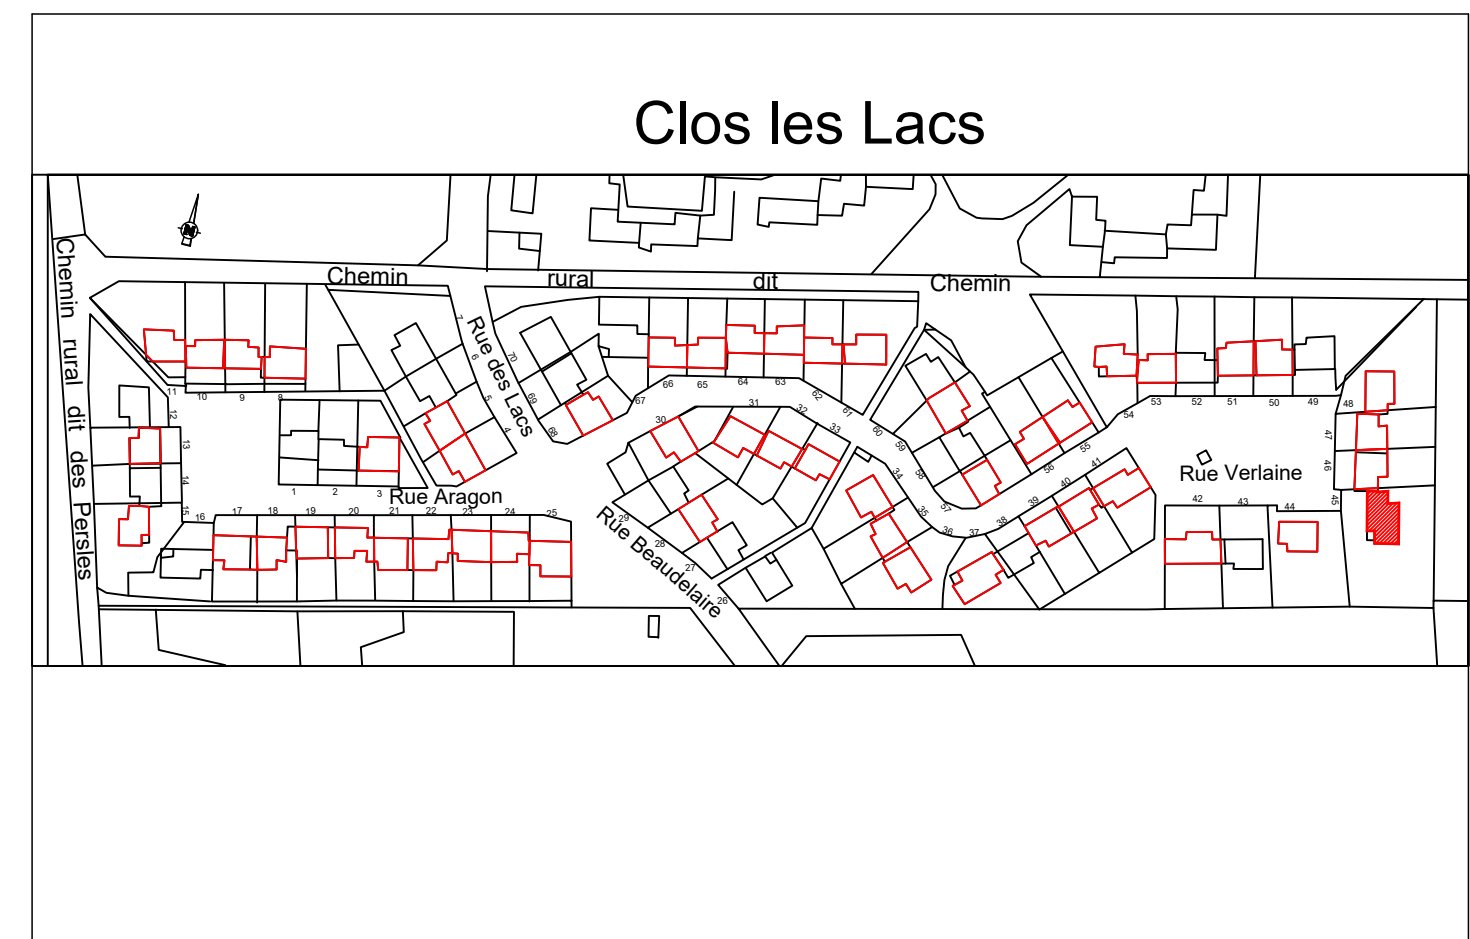 Clos les Lacs
N
Chemin rural dit Chemin
Chemin rural dit des Persles
Rue des Lacs
Rue Aragon
Rue Beaudelaire
Rue Verlaine
11 10 9 8
7 6 5 4
70 69 68
67 66 65 64 63 62 61
60 59 58 57
56 55 54
53 52 51 50 49 48
47 46 45
12 13 14 15
1 2 3
16 17 18 19 20 21 22 23 24 25
30 31 32 33
29 28 27 26
34 35 36 37 38 39 40 41
42 43 44